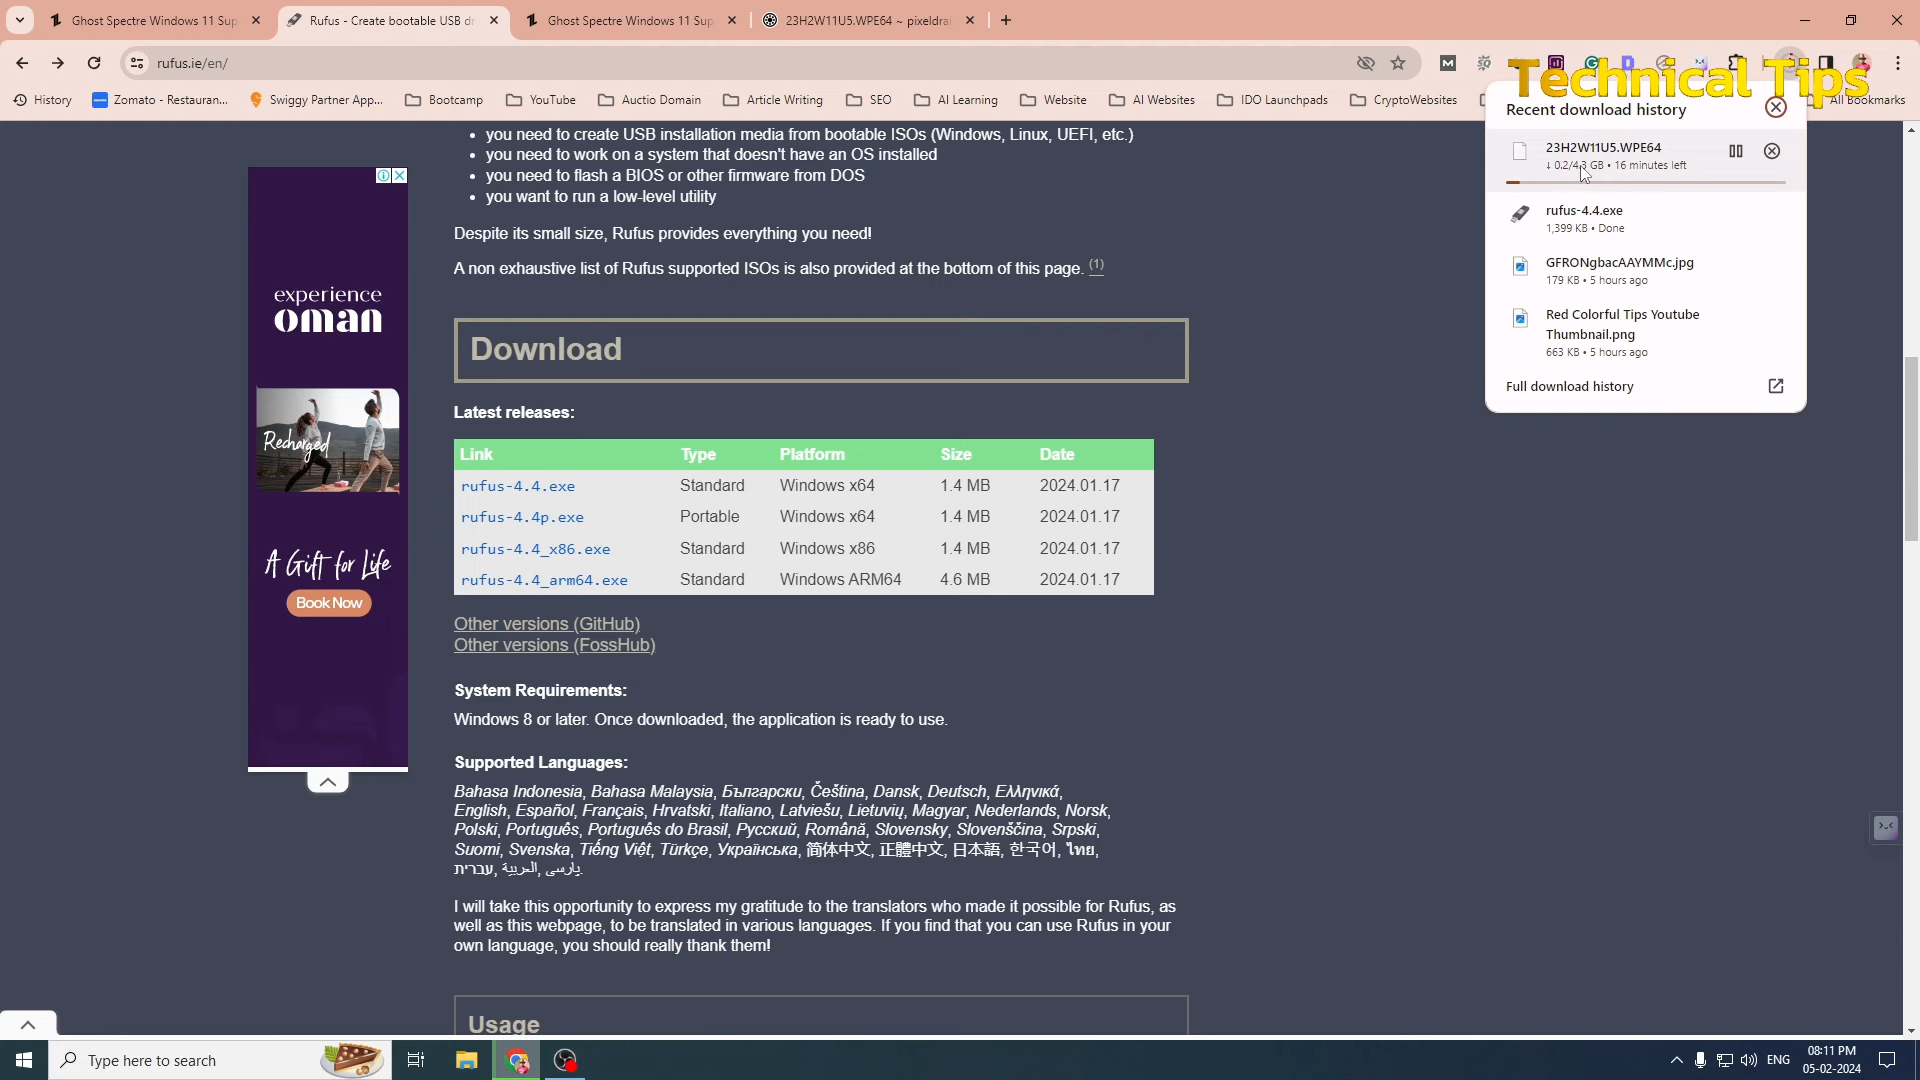 Ghost Spectre Windows 11 Sup
Rufus - Create bootable USB dr
Ghost Spectre Windows 11 Sup
23H2W11U5.WPE64 ~ pixeldrai
rufus.ie/en/
Technical Tips
History
Zomato - Restauran...
Swiggy Partner App...
Bootcamp
YouTube
Auctio Domain
Article Writing
SEO
AI Learning
Website
AI Websites
IDO Launchpads
CryptoWebsites
All Bookmarks
Recent download history
23H2W11U5.WPE64
↓ 0.2/4.3 GB • 16 minutes left
rufus-4.4.exe
1,399 KB • Done
GFRONgbacAAYMMc.jpg
179 KB • 5 hours ago
Red Colorful Tips Youtube
Thumbnail.png
663 KB • 5 hours ago
Full download history
• you need to create USB installation media from bootable ISOs (Windows, Linux, UEFI, etc.)
• you need to work on a system that doesn't have an OS installed
• you need to flash a BIOS or other firmware from DOS
• you want to run a low-level utility
Despite its small size, Rufus provides everything you need!
A non exhaustive list of Rufus supported ISOs is also provided at the bottom of this page. (1)
experience
oman
Recharged
A Gift for Life
Book Now
Download
Latest releases:
Link Type Platform Size Date
rufus-4.4.exe Standard Windows x64 1.4 MB 2024.01.17
rufus-4.4p.exe Portable Windows x64 1.4 MB 2024.01.17
rufus-4.4_x86.exe Standard Windows x86 1.4 MB 2024.01.17
rufus-4.4_arm64.exe Standard Windows ARM64 4.6 MB 2024.01.17
Other versions (GitHub)
Other versions (FossHub)
System Requirements:
Windows 8 or later. Once downloaded, the application is ready to use.
Supported Languages:
Bahasa Indonesia, Bahasa Malaysia, Български, Čeština, Dansk, Deutsch, Ελληνικά,
English, Español, Français, Hrvatski, Italiano, Latviešu, Lietuvių, Magyar, Nederlands, Norsk,
Polski, Português, Português do Brasil, Русский, Română, Slovensky, Slovenščina, Srpski,
Suomi, Svenska, Tiếng Việt, Türkçe, Українська, 简体中文, 正體中文, 日本語, 한국어, ไทย,
עברית, العربية, پارسی.
I will take this opportunity to express my gratitude to the translators who made it possible for Rufus, as
well as this webpage, to be translated in various languages. If you find that you can use Rufus in your
own language, you should really thank them!
Usage
Type here to search
ENG
08:11 PM
05-02-2024